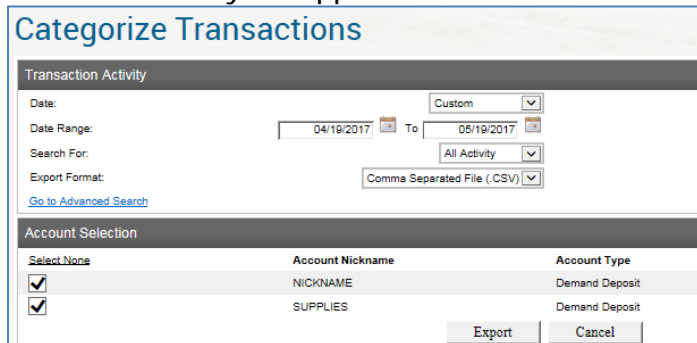 Categorize Transactions
Transaction Activity
Date: Custom
Date Range: 04/19/2017 To 05/19/2017
Search For: All Activity
Export Format: Comma Separated File (.CSV)
Go to Advanced Search
Account Selection
Select None Account Nickname Account Type
NICKNAME Demand Deposit
SUPPLIES Demand Deposit
Export Cancel